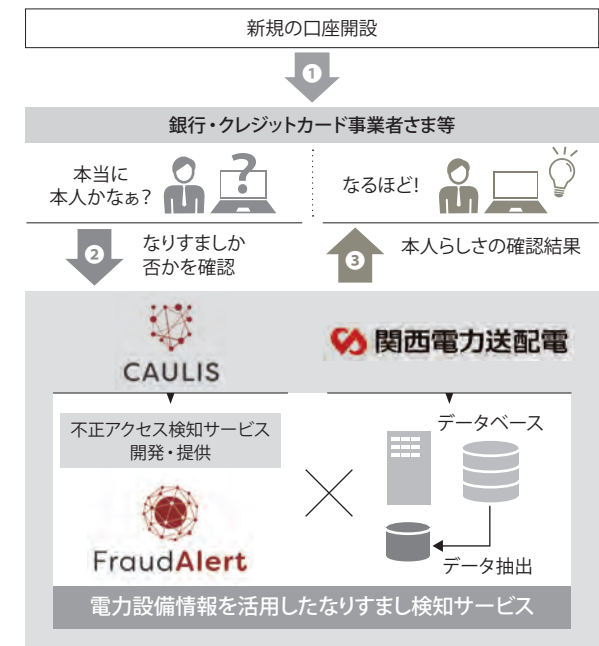 新規の口座開設
❶
銀行・クレジットカード事業者さま等
本当に
本人かなぁ?
?
なるほど!
❷
なりすましか
否かを確認
❸
本人らしさの確認結果
CAULIS
関西電力送配電
不正アクセス検知サービス
開発・提供
データベース
FraudAlert
データ抽出
電力設備情報を活用したなりすまし検知サービス